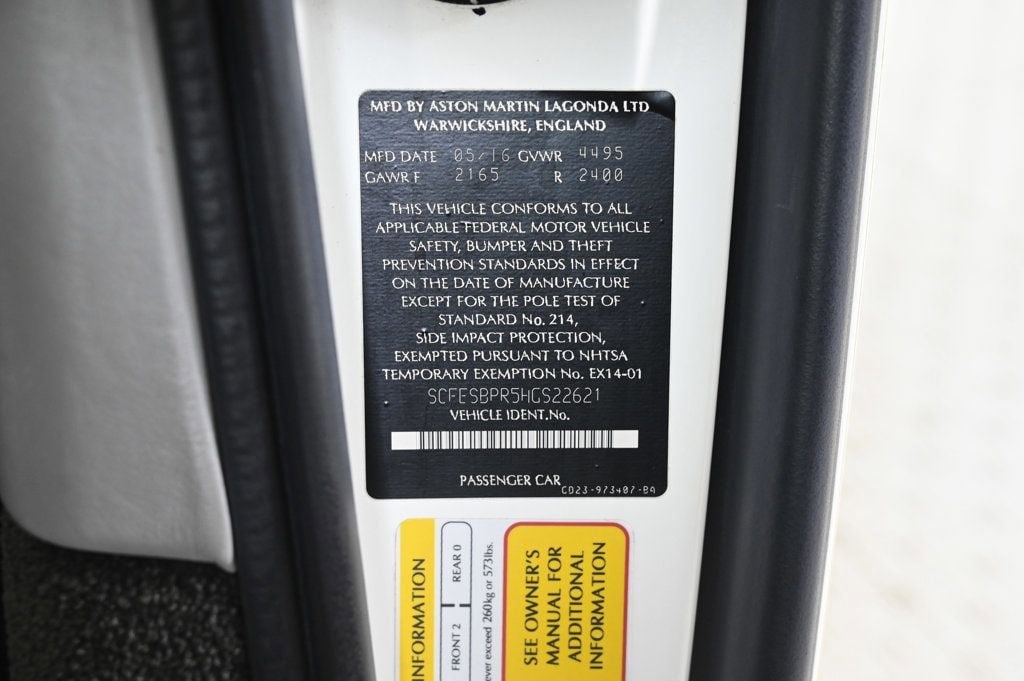 MFD BY ASTON MARTIN LAGONDA LTD
WARWICKSHIRE, ENGLAND
MFD DATE 05/16 GVWR 4495
GAWR F 2165 R 2400
THIS VEHICLE CONFORMS TO ALL
APPLICABLE FEDERAL MOTOR VEHICLE
SAFETY, BUMPER AND THEFT
PREVENTION STANDARDS IN EFFECT
ON THE DATE OF MANUFACTURE
EXCEPT FOR THE POLE TEST OF
STANDARD No. 214,
SIDE IMPACT PROTECTION,
EXEMPTED PURSUANT TO NHTSA
TEMPORARY EXEMPTION No. EX14-01
SCFESBPR5HGS22621
VEHICLE IDENT.No.
PASSENGER CAR
CD23-973407-BA
INFORMATION
FRONT 2 REAR 0
exceed 260kg or 573lbs.
SEE OWNER'S
MANUAL FOR
ADDITIONAL
INFORMATION